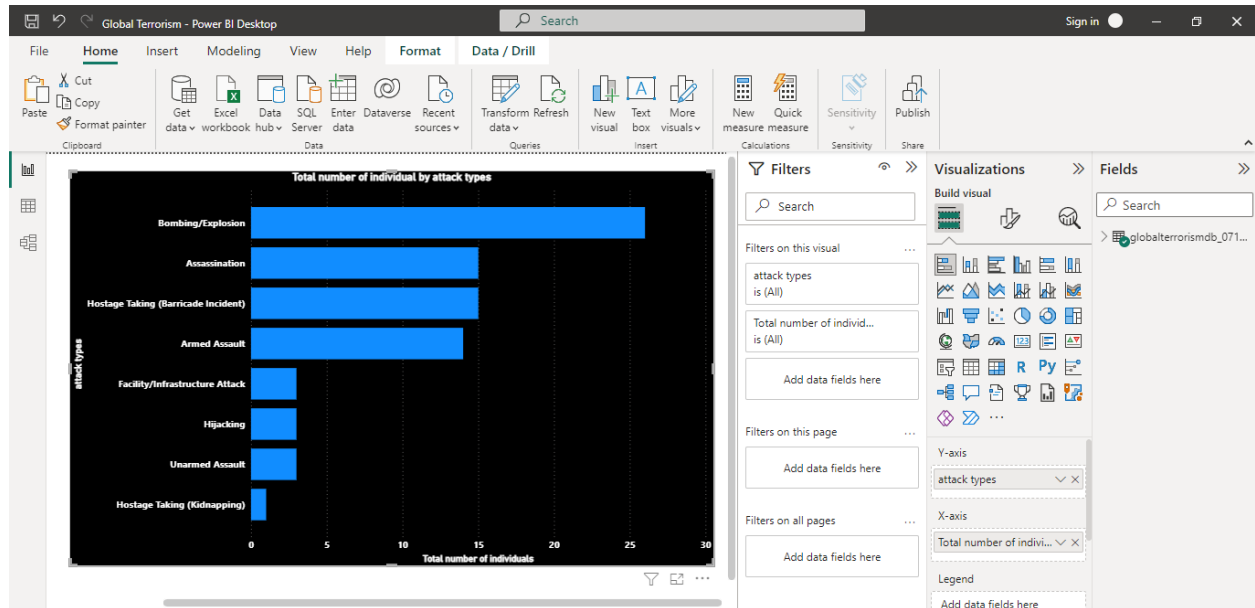 Global Terrorism - Power BI Desktop
Search
Sign in
File Home Insert Modeling View Help Format Data / Drill
Paste
Cut
Copy
Format painter
Clipboard
Get data
Excel workbook
Data hub
SQL Server
Enter data
Dataverse
Recent sources
Data
Transform data
Refresh
Queries
New visual
Text box
More visuals
Insert
New measure
Quick measure
Calculations
Sensitivity
Sensitivity
Publish
Share
Total number of individual by attack types
attack types
Bombing/Explosion
Assassination
Hostage Taking (Barricade Incident)
Armed Assault
Facility/Infrastructure Attack
Hijacking
Unarmed Assault
Hostage Taking (Kidnapping)
0 5 10 15 20 25 30
Total number of individuals
Filters
Search
Filters on this visual
attack types
is (All)
Total number of individ...
is (All)
Add data fields here
Filters on this page
Add data fields here
Filters on all pages
Add data fields here
Visualizations
Build visual
123
R Py
Y-axis
attack types
X-axis
Total number of indivi...
Legend
Add data fields here
Fields
Search
globalterrorismdb_071...